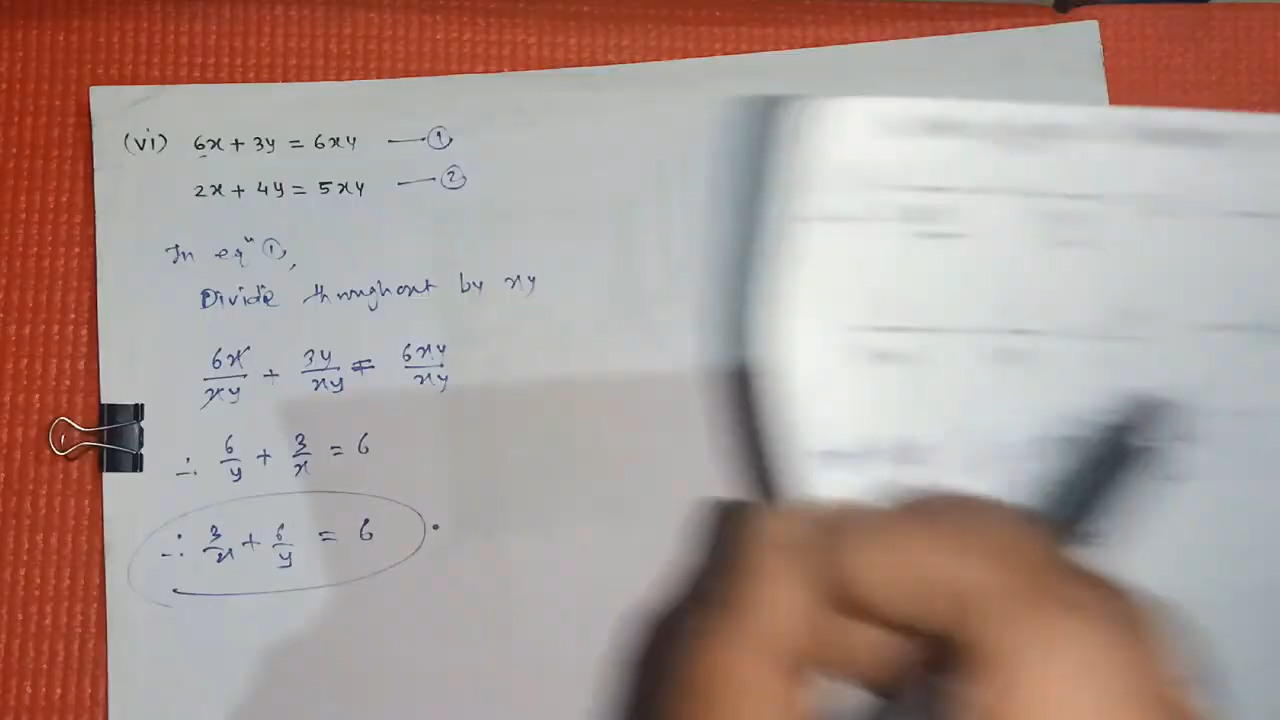 (vi) 6x + 3y = 6xy —①
2x + 4y = 5xy —②
In eqⁿ ①,
Divide throughout by xy
6x/xy + 3y/xy = 6xy/xy
∴ 6/y + 3/x = 6
∴ 3/x + 6/y = 6